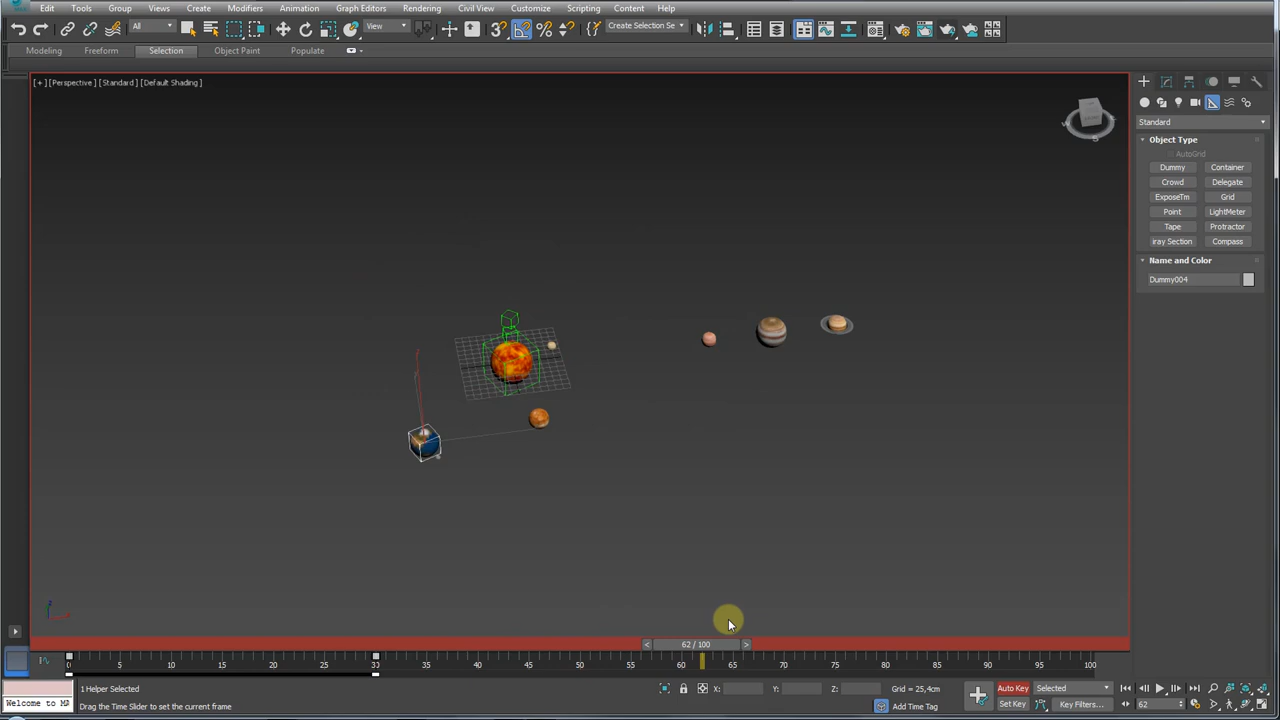 Edit Tools Group Views Create Modifiers Animation Graph Editors Rendering Civil View Customize Scripting Content Help
All View Create Selection Se
Modeling Freeform Selection Object Paint Populate
[+] [Perspective] [Standard] [Default Shading]
Standard
Object Type
AutoGrid
Dummy Container
Crowd Delegate
ExposeTm Grid
Point LightMeter
Tape Protractor
iray Section Compass
Name and Color
Dummy004
< 62 / 100 >
0 5 10 15 20 25 30 35 40 45 50 55 60 65 70 75 80 85 90 95 100
1 Helper Selected X: Y: Z: Grid = 25,4cm Auto Key Selected
Welcome to M Drag the Time Slider to set the current frame Add Time Tag Set Key Key Filters... 62